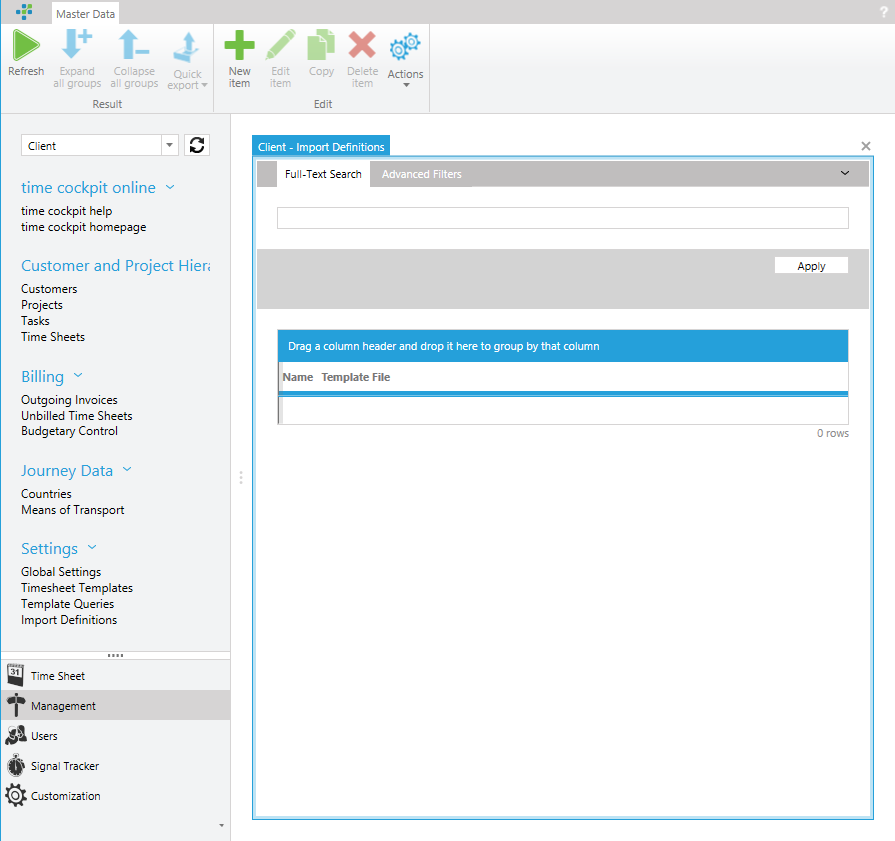 Master Data
?
Refresh
Expand all groups
Collapse all groups
Quick export
Result
New item
Edit item
Copy
Delete item
Actions
Edit
Client
time cockpit online
time cockpit help
time cockpit homepage
Customer and Project Hiera
Customers
Projects
Tasks
Time Sheets
Billing
Outgoing Invoices
Unbilled Time Sheets
Budgetary Control
Journey Data
Countries
Means of Transport
Settings
Global Settings
Timesheet Templates
Template Queries
Import Definitions
31 Time Sheet
Management
Users
Signal Tracker
Customization
Client - Import Definitions
Full-Text Search Advanced Filters
Apply
Drag a column header and drop it here to group by that column
Name Template File
0 rows